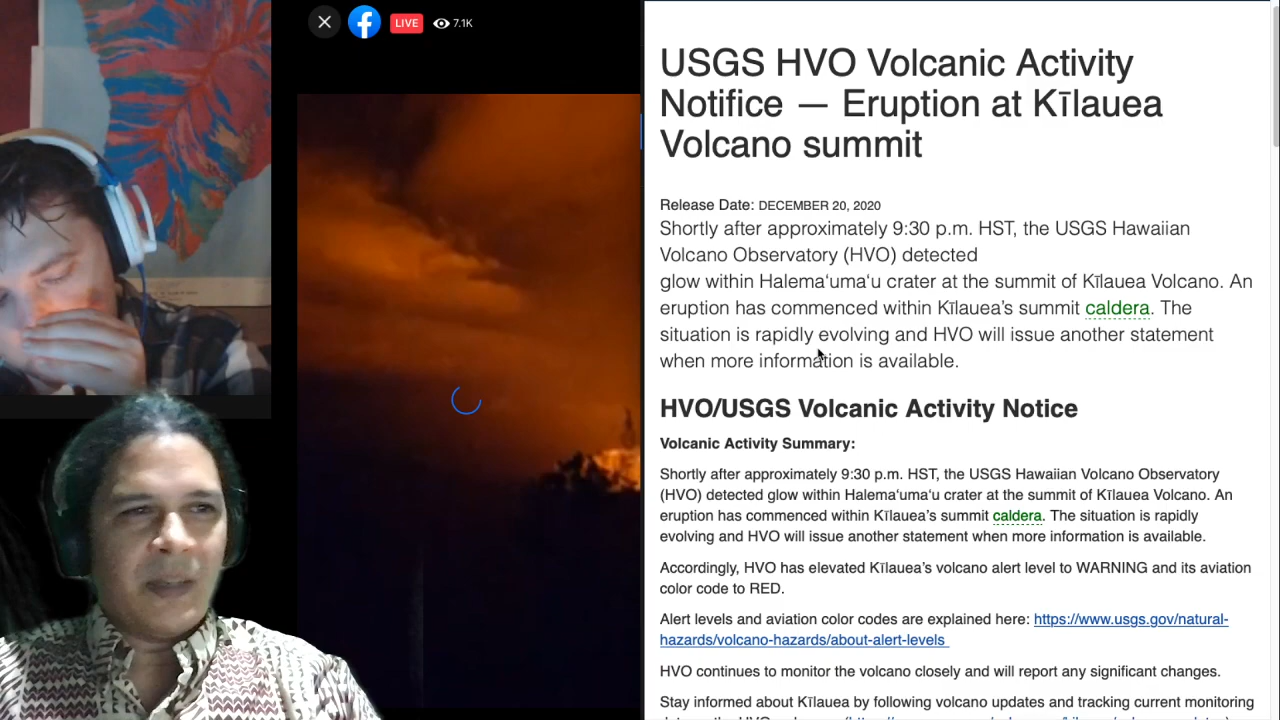 LIVE 7.1K
USGS HVO Volcanic Activity
Notifice — Eruption at Kīlauea
Volcano summit
Release Date: DECEMBER 20, 2020
Shortly after approximately 9:30 p.m. HST, the USGS Hawaiian
Volcano Observatory (HVO) detected
glow within Halemaʻumaʻu crater at the summit of Kīlauea Volcano. An
eruption has commenced within Kīlauea’s summit caldera. The
situation is rapidly evolving and HVO will issue another statement
when more information is available.
HVO/USGS Volcanic Activity Notice
Volcanic Activity Summary:
Shortly after approximately 9:30 p.m. HST, the USGS Hawaiian Volcano Observatory
(HVO) detected glow within Halemaʻumaʻu crater at the summit of Kīlauea Volcano. An
eruption has commenced within Kīlauea’s summit caldera. The situation is rapidly
evolving and HVO will issue another statement when more information is available.
Accordingly, HVO has elevated Kīlauea’s volcano alert level to WARNING and its aviation
color code to RED.
Alert levels and aviation color codes are explained here: https://www.usgs.gov/natural-
hazards/volcano-hazards/about-alert-levels
HVO continues to monitor the volcano closely and will report any significant changes.
Stay informed about Kīlauea by following volcano updates and tracking current monitoring